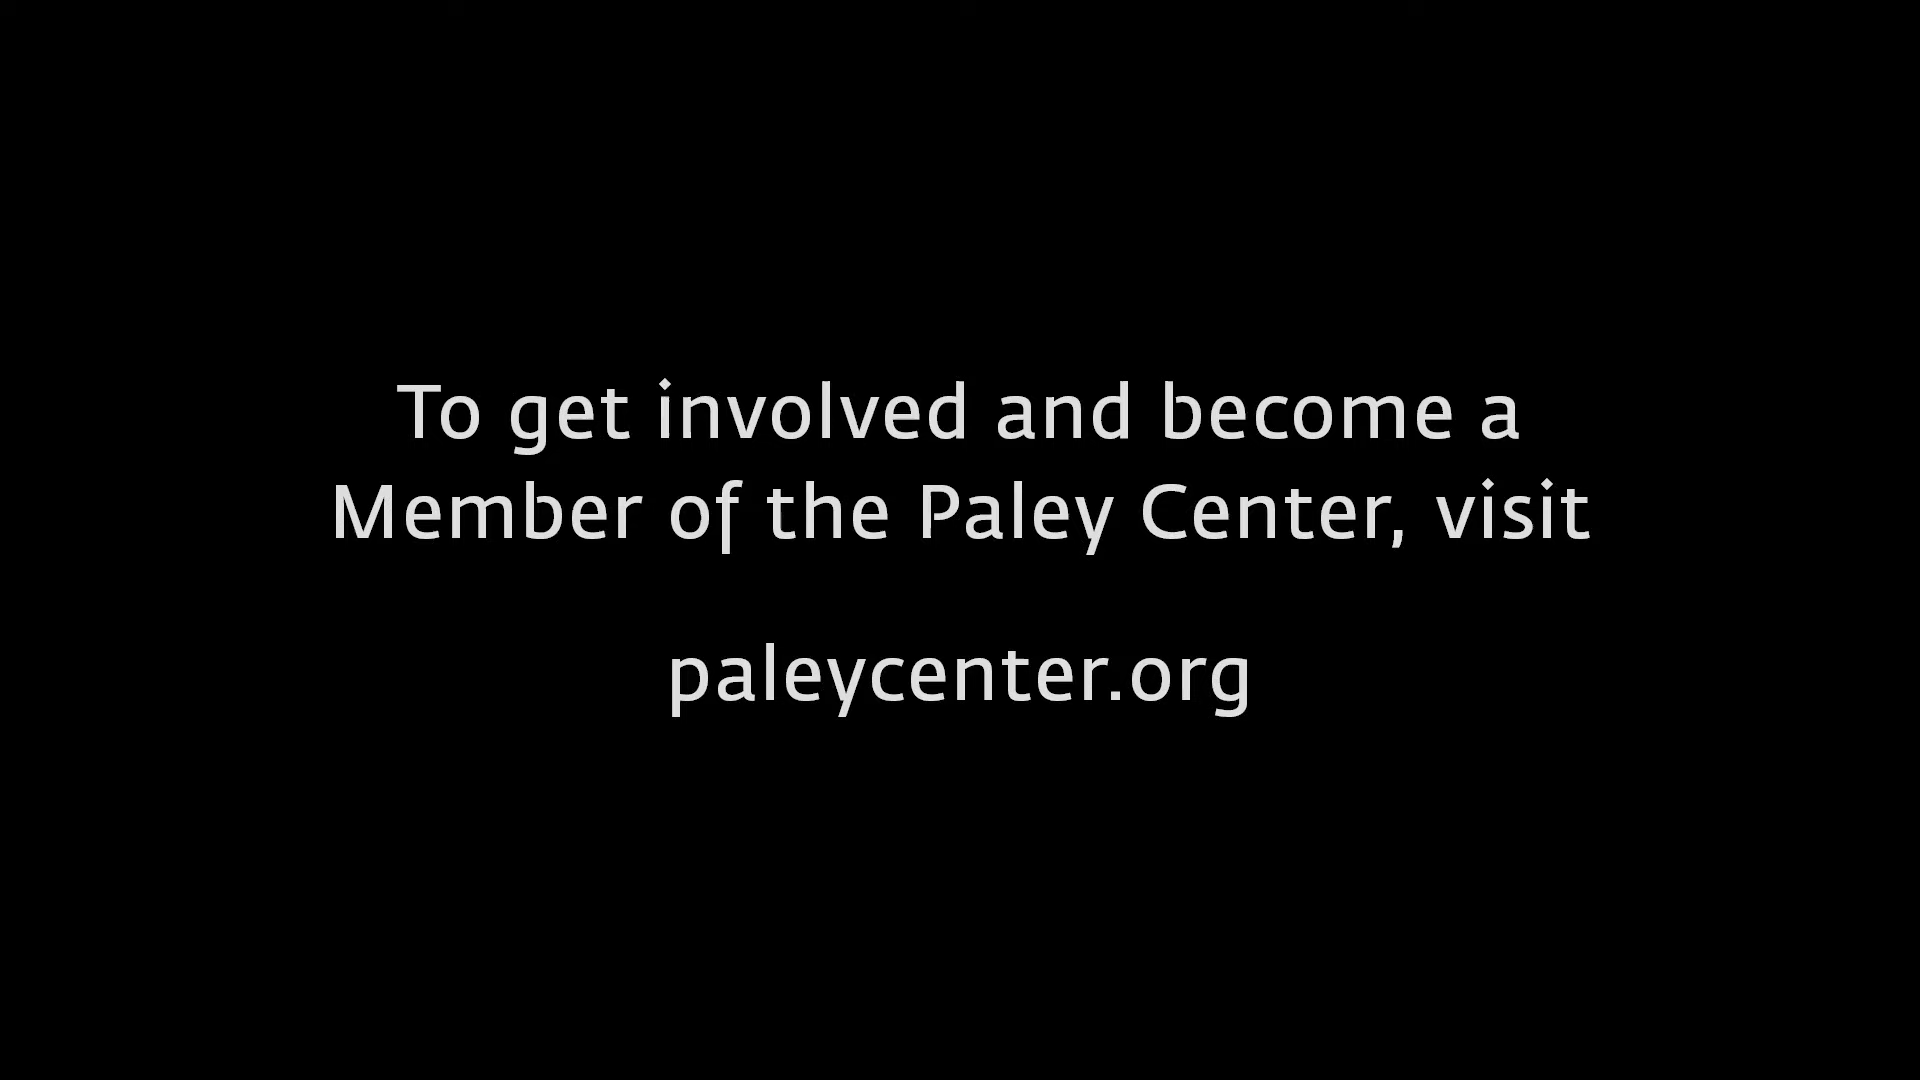 To get involved and become a
Member of the Paley Center, visit
paleycenter.org